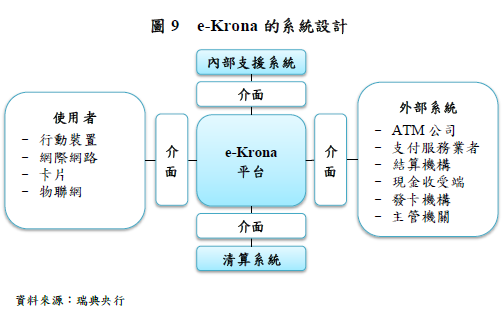 圖 9 e-Krona 的系統設計
內部支援系統
介面
使用者
- 行動裝置
- 網際網路
- 卡片
- 物聯網
介
面
e-Krona
平台
介
面
外部系統
- ATM 公司
- 支付服務業者
- 結算機構
- 現金收受端
- 發卡機構
- 主管機關
介面
清算系統
資料來源：瑞典央行